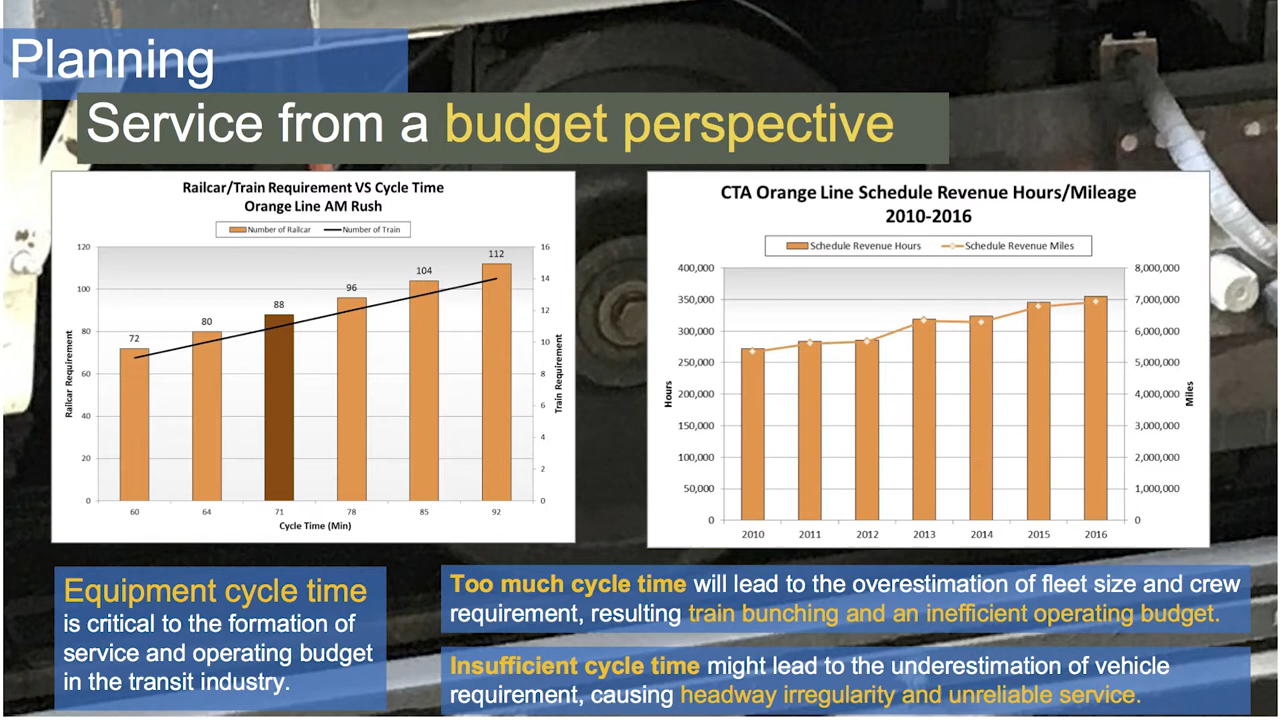 Planning
Service from a budget perspective
Railcar/Train Requirement VS Cycle Time
Orange Line AM Rush
Number of Railcar
Number of Train
120
100
80
60
40
20
0
Railcar Requirement
72
80
88
96
104
112
16
14
12
10
8
6
4
2
0
Train Requirement
60 64 71 78 85 92
Cycle Time (Min)
CTA Orange Line Schedule Revenue Hours/Mileage
2010-2016
Schedule Revenue Hours
Schedule Revenue Miles
400,000
350,000
300,000
250,000
200,000
150,000
100,000
50,000
0
Hours
8,000,000
7,000,000
6,000,000
5,000,000
4,000,000
3,000,000
2,000,000
1,000,000
0
Miles
2010 2011 2012 2013 2014 2015 2016
Equipment cycle time
is critical to the formation of
service and operating budget
in the transit industry.
Too much cycle time will lead to the overestimation of fleet size and crew
requirement, resulting train bunching and an inefficient operating budget.
Insufficient cycle time might lead to the underestimation of vehicle
requirement, causing headway irregularity and unreliable service.